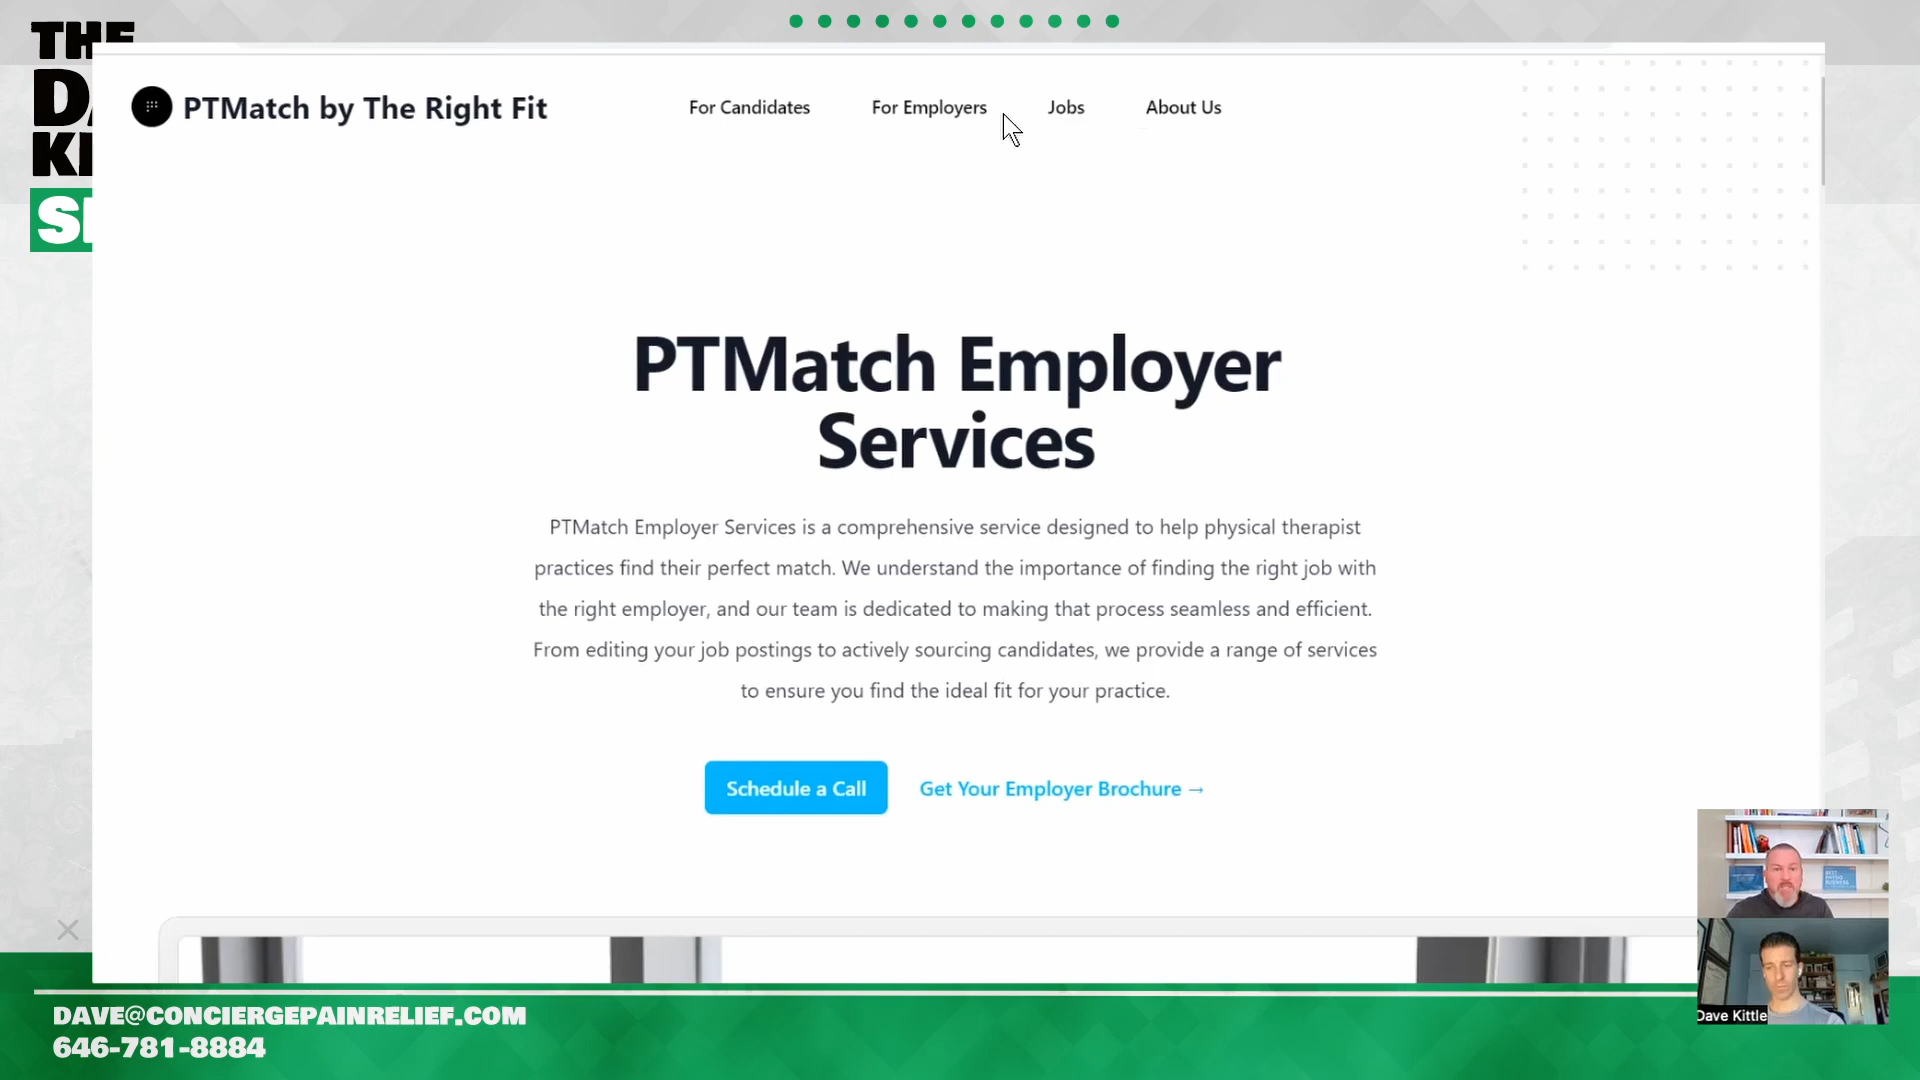 THE
PTMatch by The Right Fit
For Candidates
For Employers
Jobs
About Us
PTMatch Employer
Services
PTMatch Employer Services is a comprehensive service designed to help physical therapist
practices find their perfect match. We understand the importance of finding the right job with
the right employer, and our team is dedicated to making that process seamless and efficient.
From editing your job postings to actively sourcing candidates, we provide a range of services
to ensure you find the ideal fit for your practice.
Schedule a Call
Get Your Employer Brochure →
Dave Kittle
DAVE@CONCIERGEPAINRELIEF.COM
646-781-8884